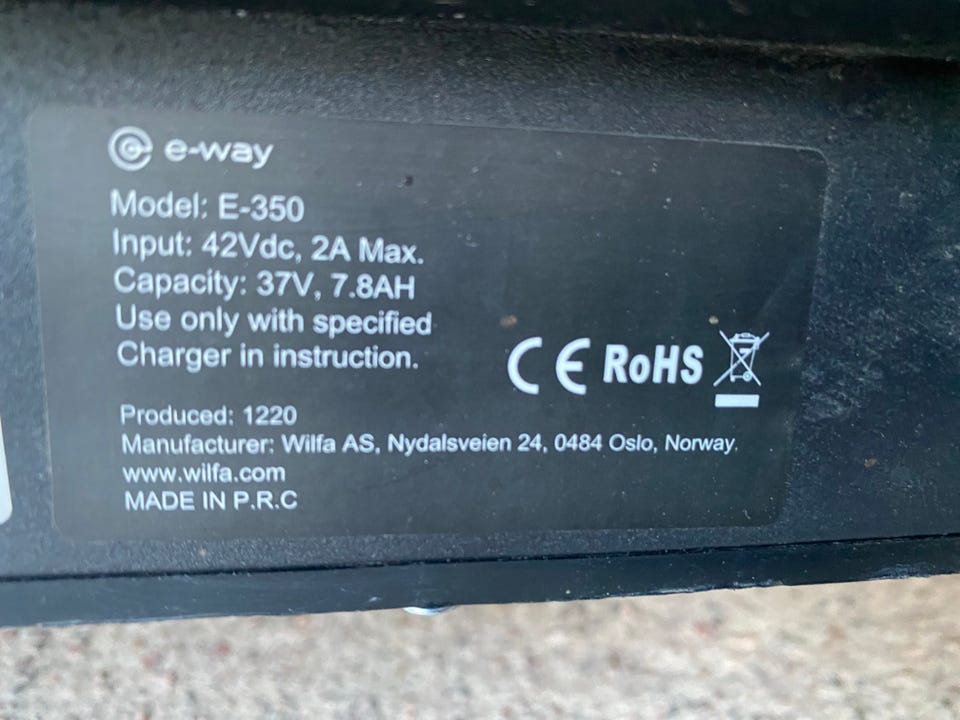 e-way
Model: E-350
Input: 42Vdc, 2A Max.
Capacity: 37V, 7.8AH
Use only with specified
Charger in instruction.
CE RoHS
Produced: 1220
Manufacturer: Wilfa AS, Nydalsveien 24, 0484 Oslo, Norway.
www.wilfa.com
MADE IN P.R.C